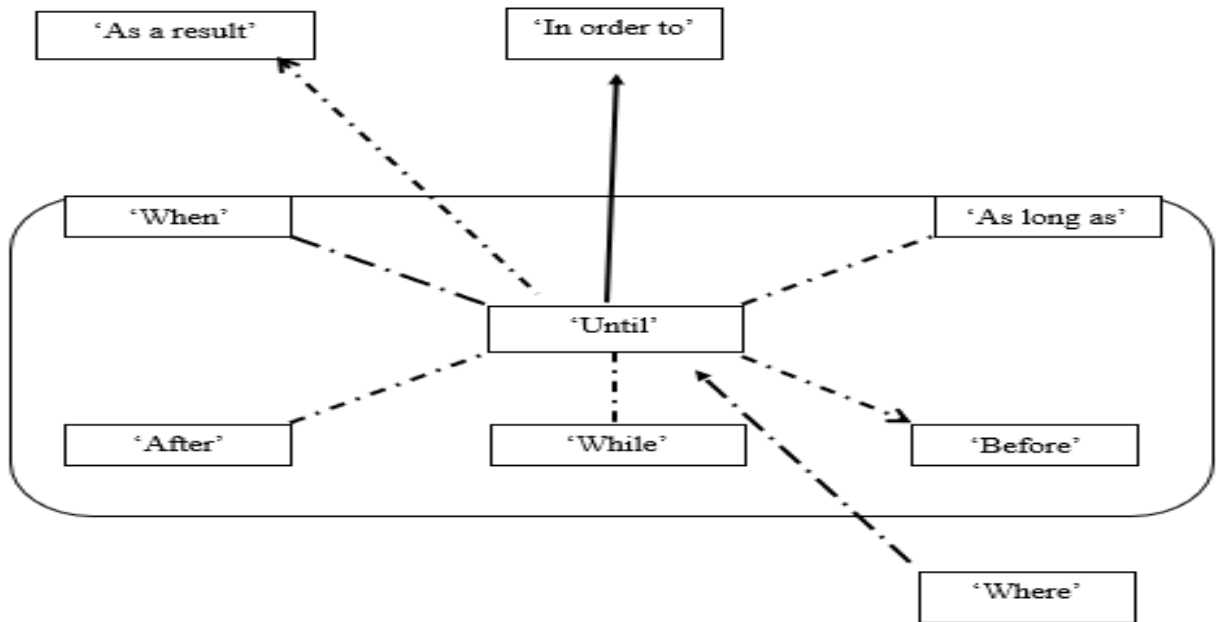 ‘As a result’
‘In order to’
‘When’
‘As long as’
‘Until’
‘After’
‘While’
‘Before’
‘Where’